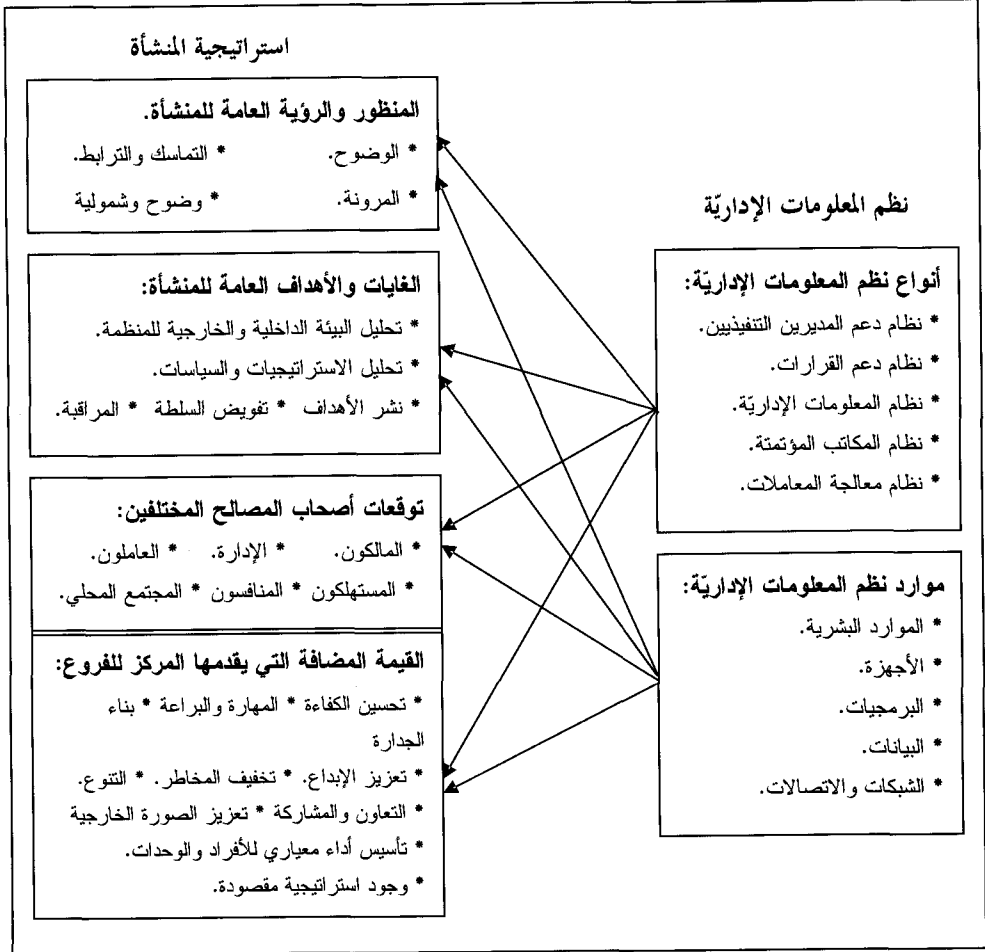 استراتيجية المنشأة
نظم المعلومات الإداريّة
أنواع نظم المعلومات الإداريّة:
* نظام دعم المديرين التنفيذيين.
* نظام دعم القرارات.
* نظام المعلومات الإداريّة.
* نظام المكاتب المؤتمتة.
* نظام معالجة المعاملات.
موارد نظم المعلومات الإداريّة:
* الموارد البشرية.
* الأجهزة.
* البرمجيات.
* البيانات.
* الشبكات والاتصالات.
المنظور والرؤية العامة للمنشأة.
* الوضوح. * التماسك والترابط.
* المرونة. * وضوح وشمولية
الغايات والأهداف العامة للمنشأة:
* تحليل البيئة الداخلية والخارجية للمنظمة.
* تحليل الاستراتيجيات والسياسات.
* نشر الأهداف * تفويض السلطة * المراقبة.
توقعات أصحاب المصالح المختلفين:
* المالكون. * الإدارة. * العاملون.
* المستهلكون * المنافسون * المجتمع المحلي.
القيمة المضافة التي يقدمها المركز للفروع:
* تحسين الكفاءة * المهارة والبراعة * بناء
الجدارة
* تعزيز الإبداع. * تخفيف المخاطر. * التنوع.
* التعاون والمشاركة * تعزيز الصورة الخارجية
* تأسيس أداء معياري للأفراد والوحدات.
* وجود استراتيجية مقصودة.